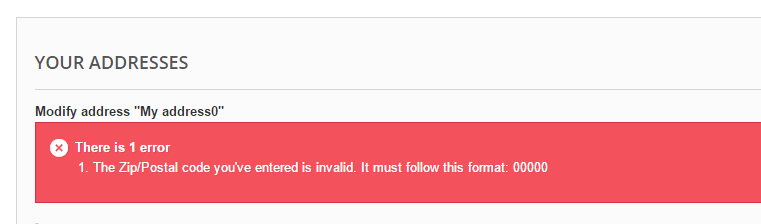 YOUR ADDRESSES
Modify address "My address0"
There is 1 error
1. The Zip/Postal code you've entered is invalid. It must follow this format: 00000